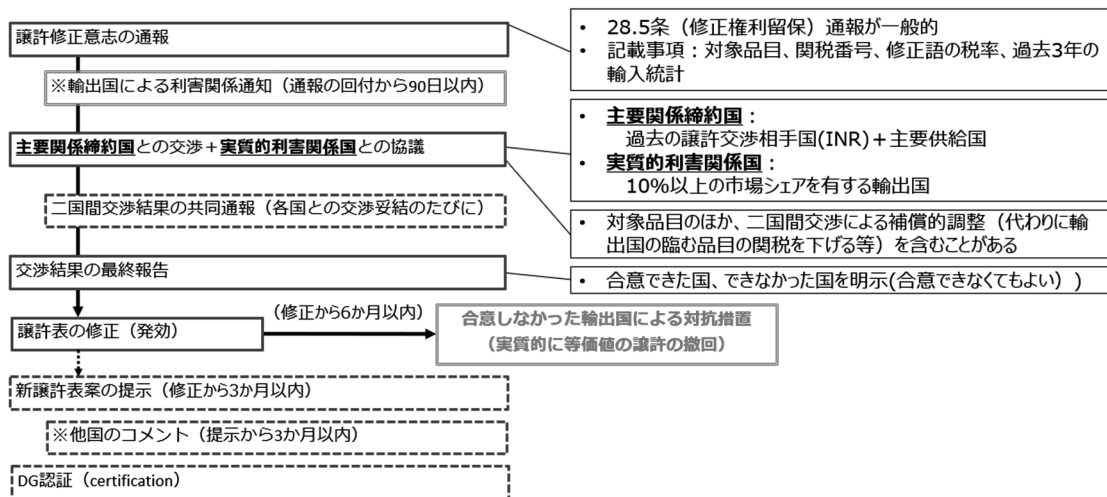 譲許修正意志の通報
※輸出国による利害関係通知（通報の回付から90日以内）
主要関係締約国との交渉＋実質的利害関係国との協議
二国間交渉結果の共同通報（各国との交渉妥結のたびに）
交渉結果の最終報告
譲許表の修正（発効）
（修正から6か月以内）
合意しなかった輸出国による対抗措置
（実質的に等価値の譲許の撤回）
新譲許表案の提示（修正から3か月以内）
※他国のコメント（提示から3か月以内）
DG認証（certification）
• 28.5条（修正権利留保）通報が一般的
• 記載事項：対象品目、関税番号、修正語の税率、過去3年の
輸入統計
• 主要関係締約国：
過去の譲許交渉相手国(INR)＋主要供給国
• 実質的利害関係国：
10%以上の市場シェアを有する輸出国
• 対象品目のほか、二国間交渉による補償的調整（代わりに輸
出国の臨む品目の関税を下げる等）を含むことがある
• 合意できた国、できなかった国を明示(合意できなくてもよい）)